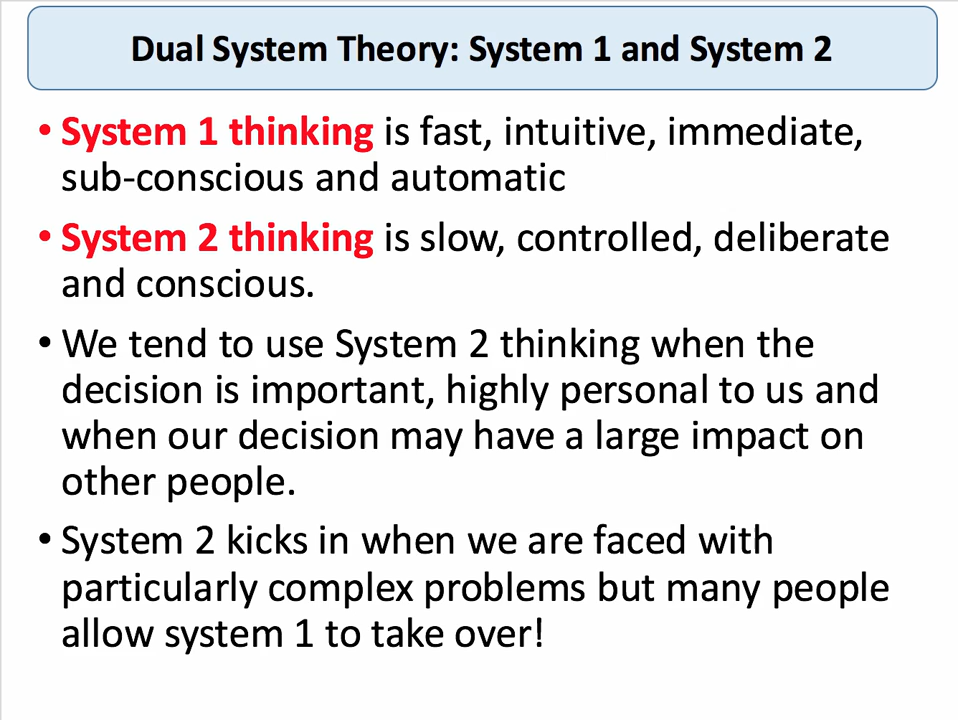 Dual System Theory: System 1 and System 2
• System 1 thinking is fast, intuitive, immediate,
sub-conscious and automatic
• System 2 thinking is slow, controlled, deliberate
and conscious.
• We tend to use System 2 thinking when the
decision is important, highly personal to us and
when our decision may have a large impact on
other people.
• System 2 kicks in when we are faced with
particularly complex problems but many people
allow system 1 to take over!